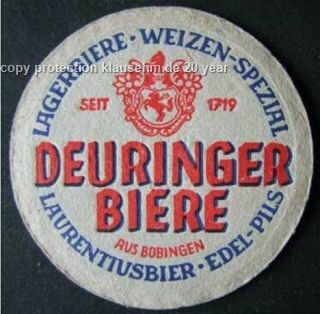 LAGERBIERE · WEIZEN-SPEZIAL
copy protection klausehm.de 20 year
SEIT 1719
DEURINGER
BIERE
AUS BOBINGEN
LAURENTIUSBIER · EDEL-PILS